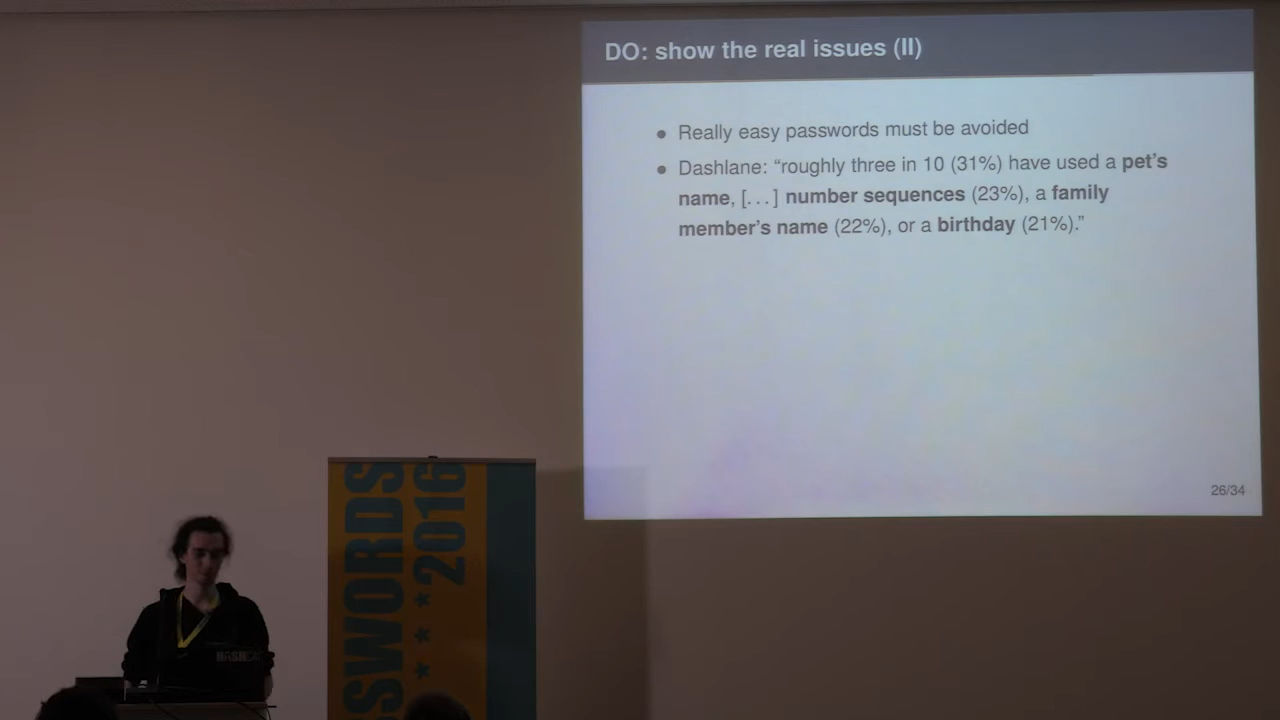 DO: show the real issues (II)
• Really easy passwords must be avoided
• Dashlane: “roughly three in 10 (31%) have used a pet's
name, [...] number sequences (23%), a family
member's name (22%), or a birthday (21%).”
26/34
SWORDS
* * * 2016